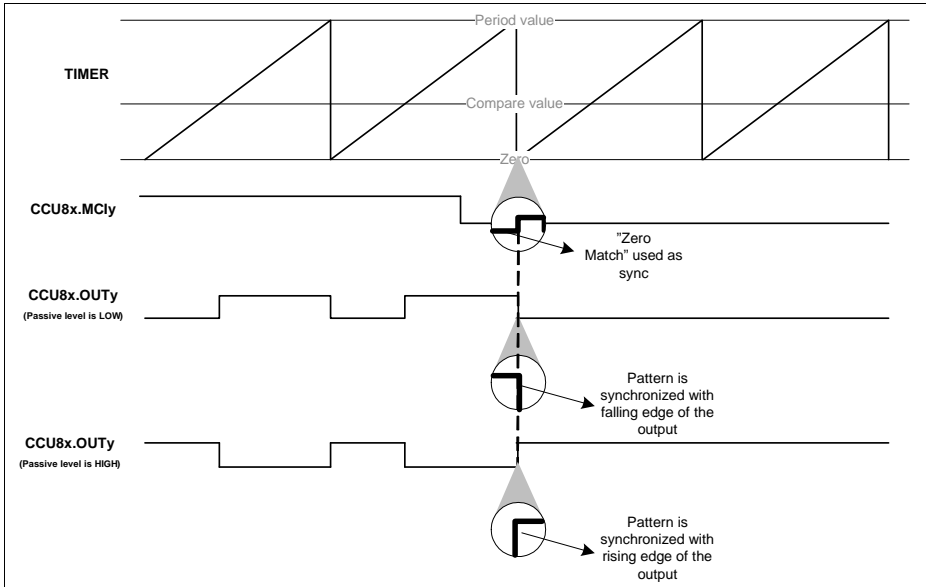 Period value
TIMER
Compare value
Zero
CCU8x.MCIy
”Zero
Match” used as
sync
CCU8x.OUTy
(Passive level is LOW)
Pattern is
synchronized with
falling edge of the
output
CCU8x.OUTy
(Passive level is HIGH)
Pattern is
synchronized with
rising edge of the
output